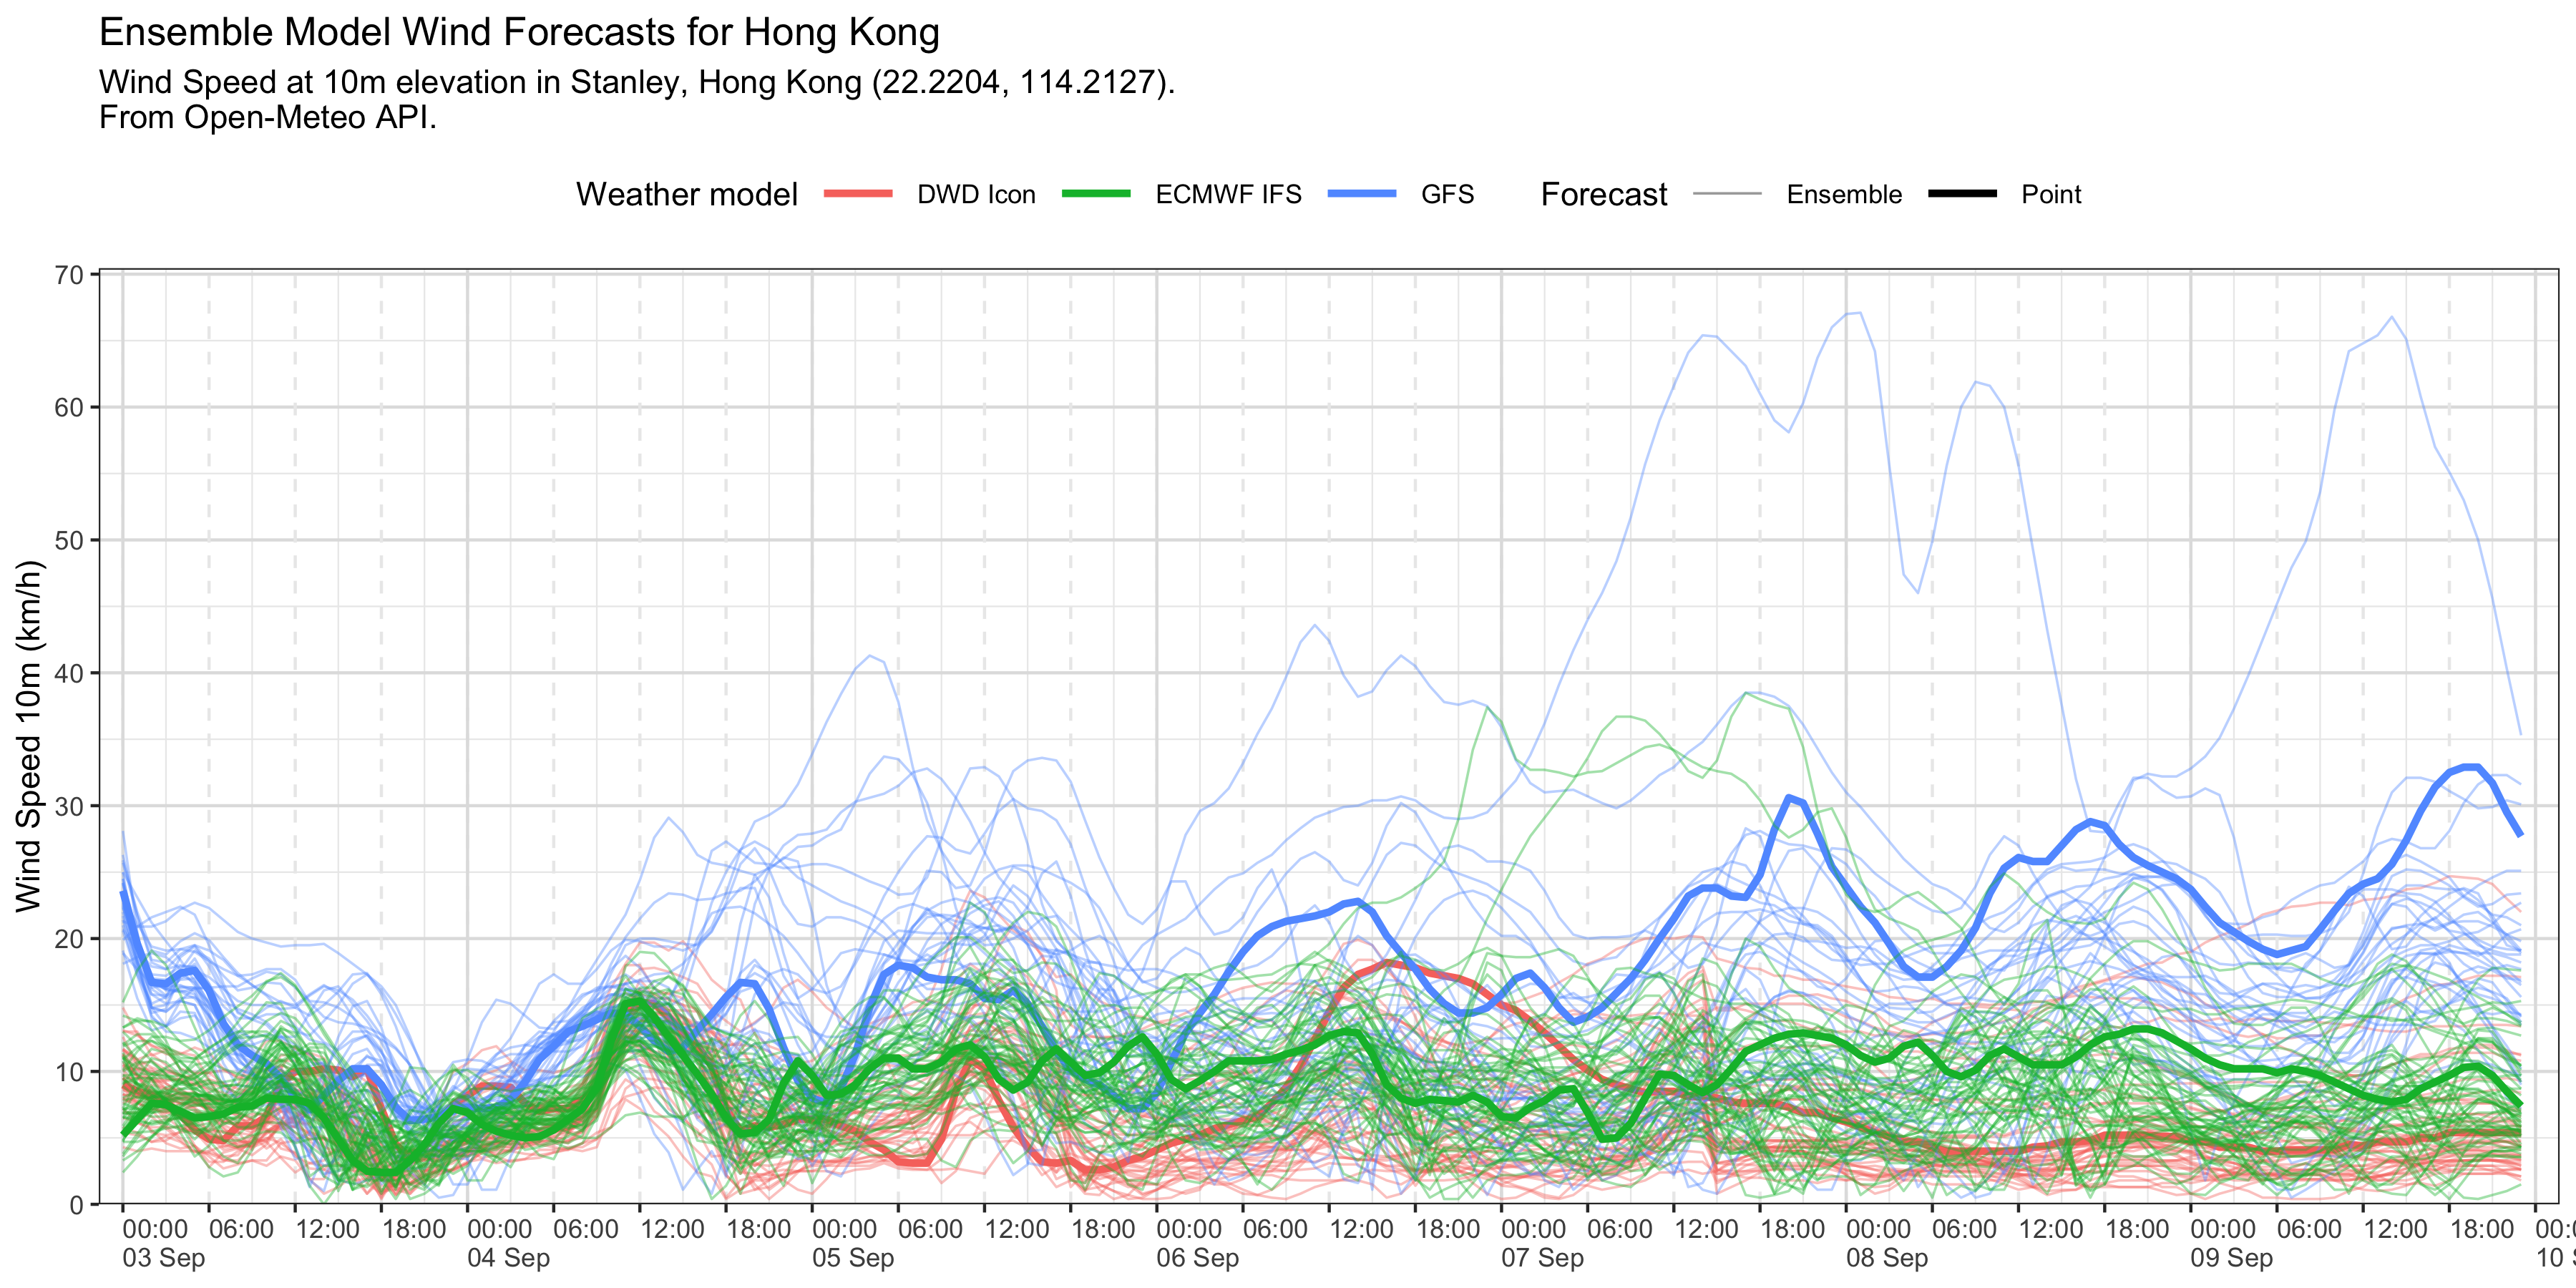 Ensemble Model Wind Forecasts for Hong Kong
Wind Speed at 10m elevation in Stanley, Hong Kong (22.2204, 114.2127).
From Open-Meteo API.
Weather model DWD Icon ECMWF IFS GFS Forecast Ensemble Point
Wind Speed 10m (km/h)
70
60
50
40
30
20
10
0
00:00 06:00 12:00 18:00 00:00 06:00 12:00 18:00 00:00 06:00 12:00 18:00 00:00 06:00 12:00 18:00 00:00 06:00 12:00 18:00 00:00 06:00 12:00 18:00 00:00 06:00 12:00 18:00
03 Sep 04 Sep 05 Sep 06 Sep 07 Sep 08 Sep 09 Sep 10